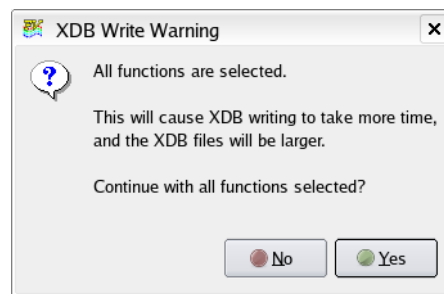 XDB Write Warning
All functions are selected.
This will cause XDB writing to take more time,
and the XDB files will be larger.
Continue with all functions selected?
No
Yes